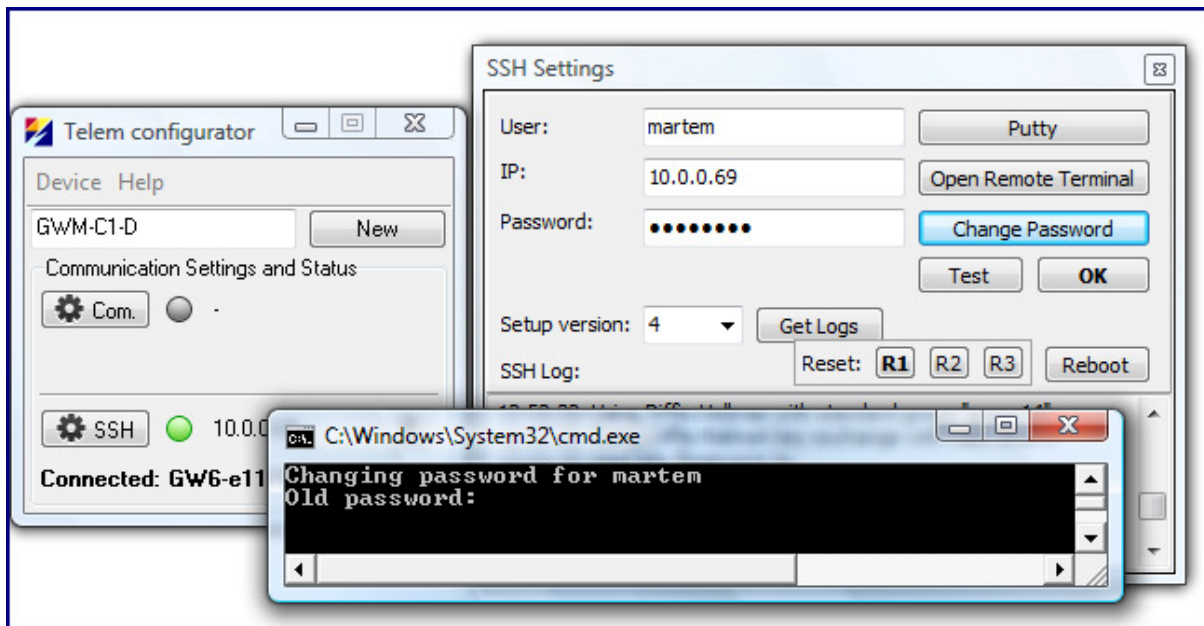 SSH Settings
User: martem Putty
IP: 10.0.0.69 Open Remote Terminal
Password: •••••••• Change Password
Test OK
Setup version: 4 Get Logs
Reset: R1 R2 R3 Reboot
SSH Log:
Telem configurator
Device Help
GWM-C1-D New
Communication Settings and Status
Com. -
SSH 10.0.0
Connected: GW6-e11
C:\Windows\System32\cmd.exe
Changing password for martem
Old password: